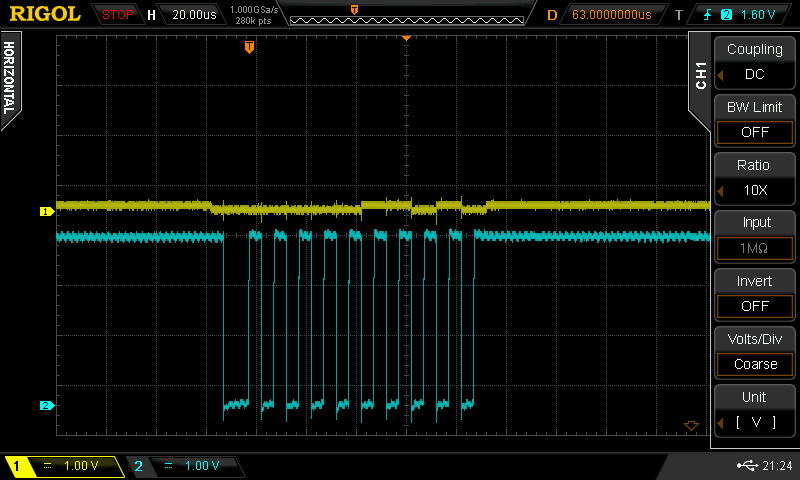 RIGOL STOP H 20.00us 1.000GSa/s 280k pts T D 63.0000000us T 2 1.60 V
HORIZONTAL
T
CH1
Coupling
DC
BW Limit
OFF
Ratio
10X
Input
1MΩ
Invert
OFF
Volts/Div
Coarse
Unit
[ V ]
1
2
1 1.00 V 2 1.00 V 21:24